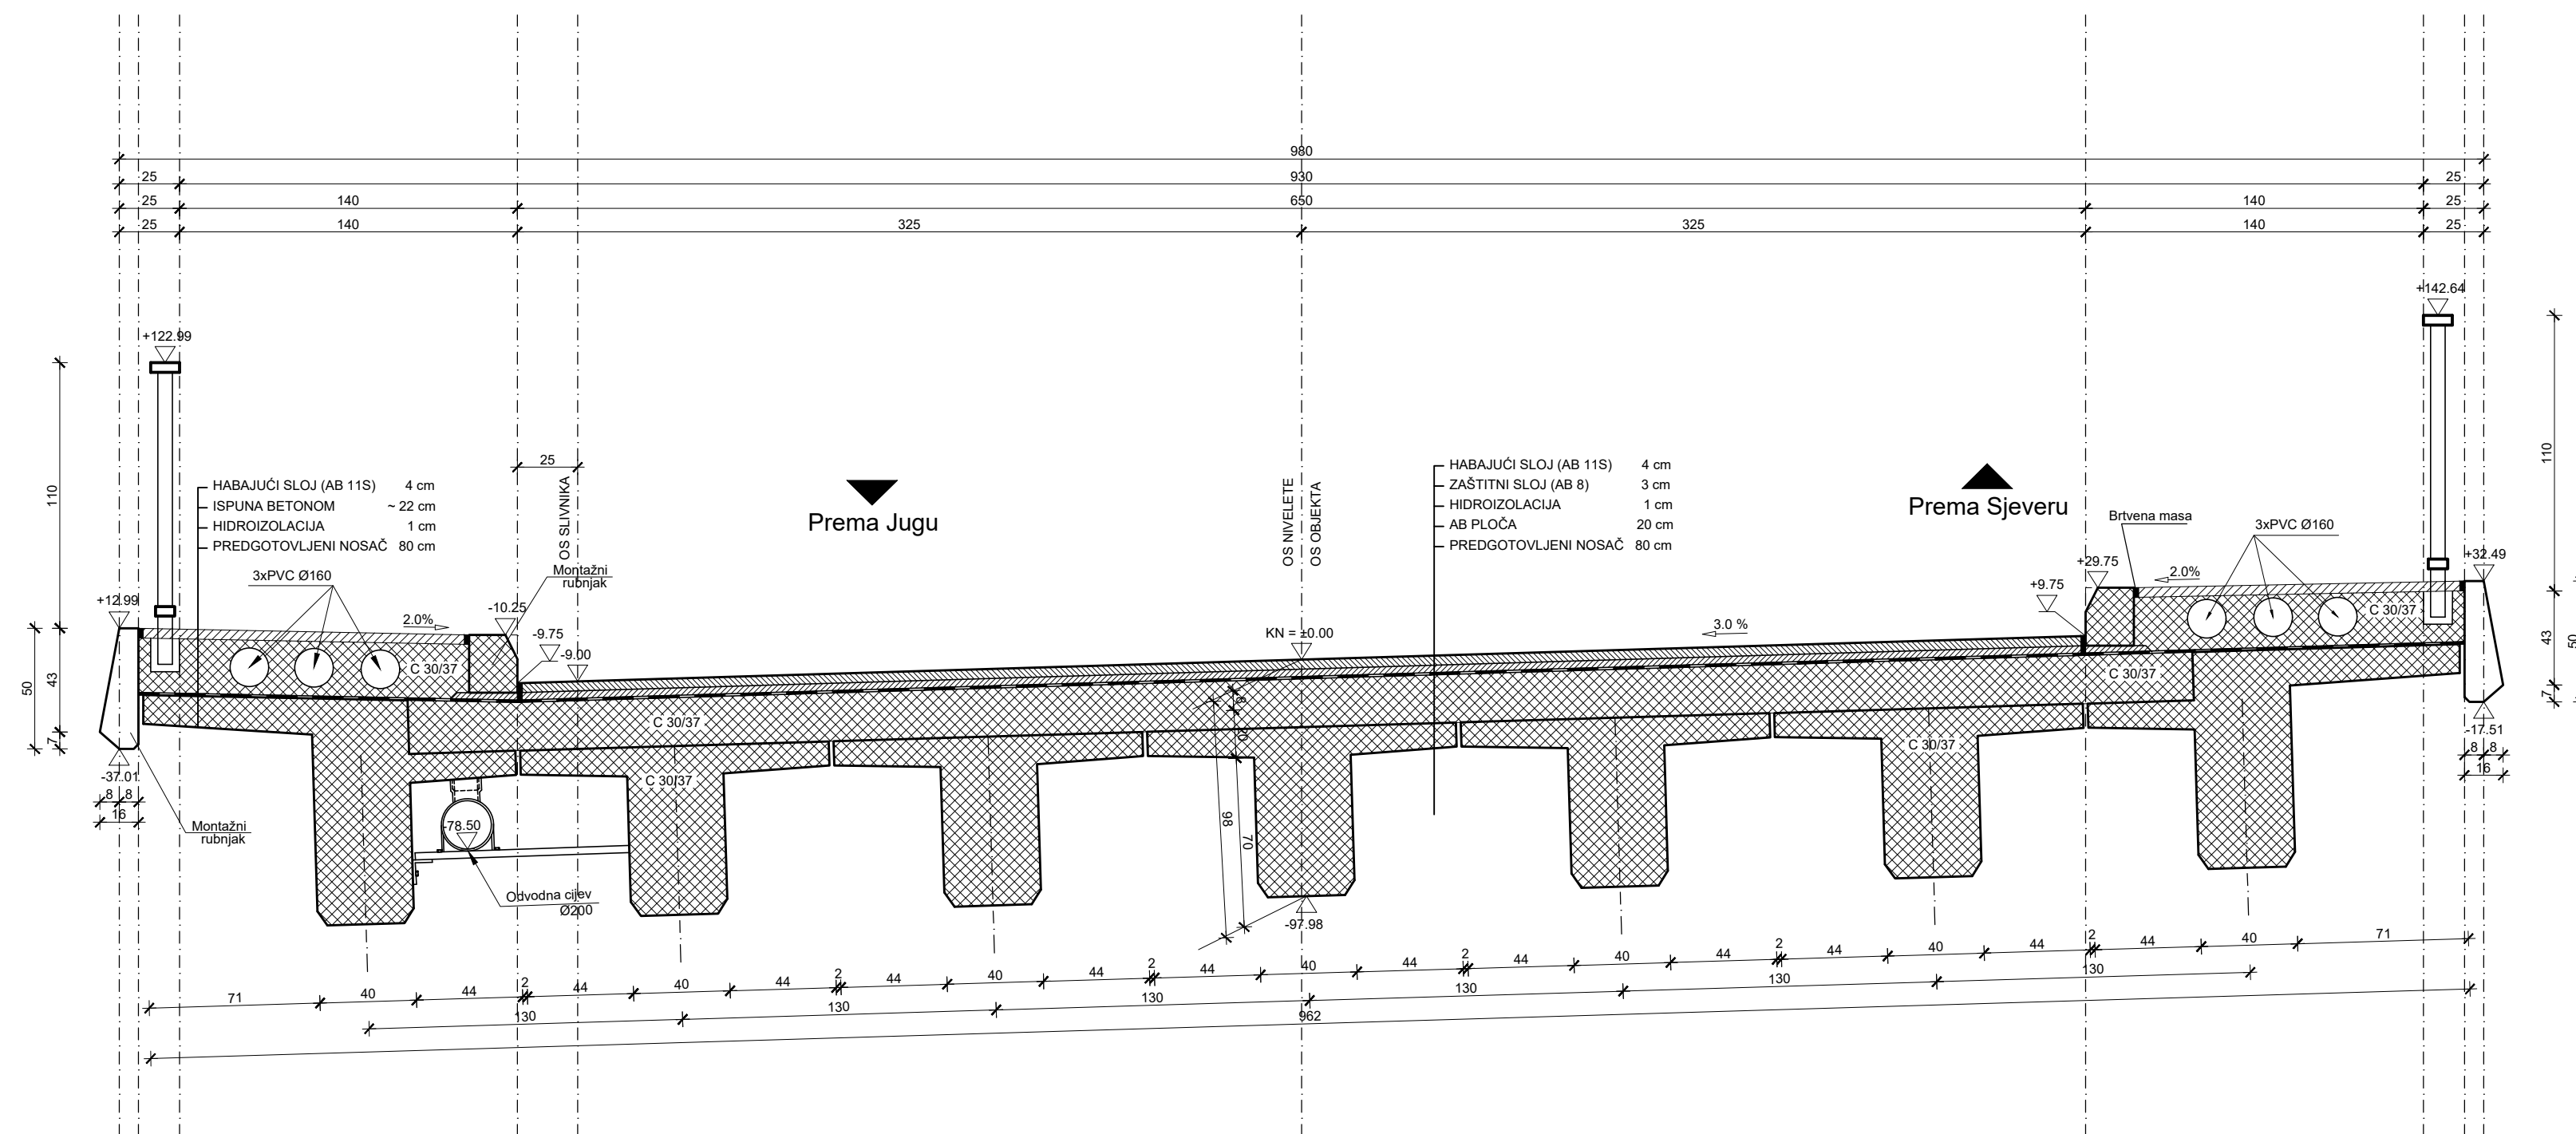 980
25 930 25
25 140 650 140 25
25 140 325 325 140 25
+142.64
+122.99
110
110
25
HABAJUĆI SLOJ (AB 11S) 4 cm
ISPUNA BETONOM ~ 22 cm
HIDROIZOLACIJA 1 cm
PREDGOTOVLJENI NOSAČ 80 cm
OS SLIVNIKA
Prema Jugu
OS NIVELETE
OS OBJEKTA
HABAJUĆI SLOJ (AB 11S) 4 cm
ZAŠTITNI SLOJ (AB 8) 3 cm
HIDROIZOLACIJA 1 cm
AB PLOČA 20 cm
PREDGOTOVLJENI NOSAČ 80 cm
Prema Sjeveru
Brtvena masa
3xPVC Ø160
3xPVC Ø160
Montažni
rubnjak
+32.49
+29.75
+9.75
2.0%
+12.99
-10.25
2.0%
-9.75
-9.00
KN = ±0.00
3.0 %
C 30/37
C 30/37
C 30/37
C 30/37
C 30/37
C 30/37
50
43
7
43
50
7
8
20
98
70
-37.01
8 8
16
-17.51
8 8
16
-78.50
Montažni
rubnjak
Odvodna cijev
Ø200
-97.98
71 40 44 2 44 40 44 2 44 40 44 2 44 40 44 2 44 40 44 2 44 40 44 2 44 40 71
130 130 130 130 130 130
962